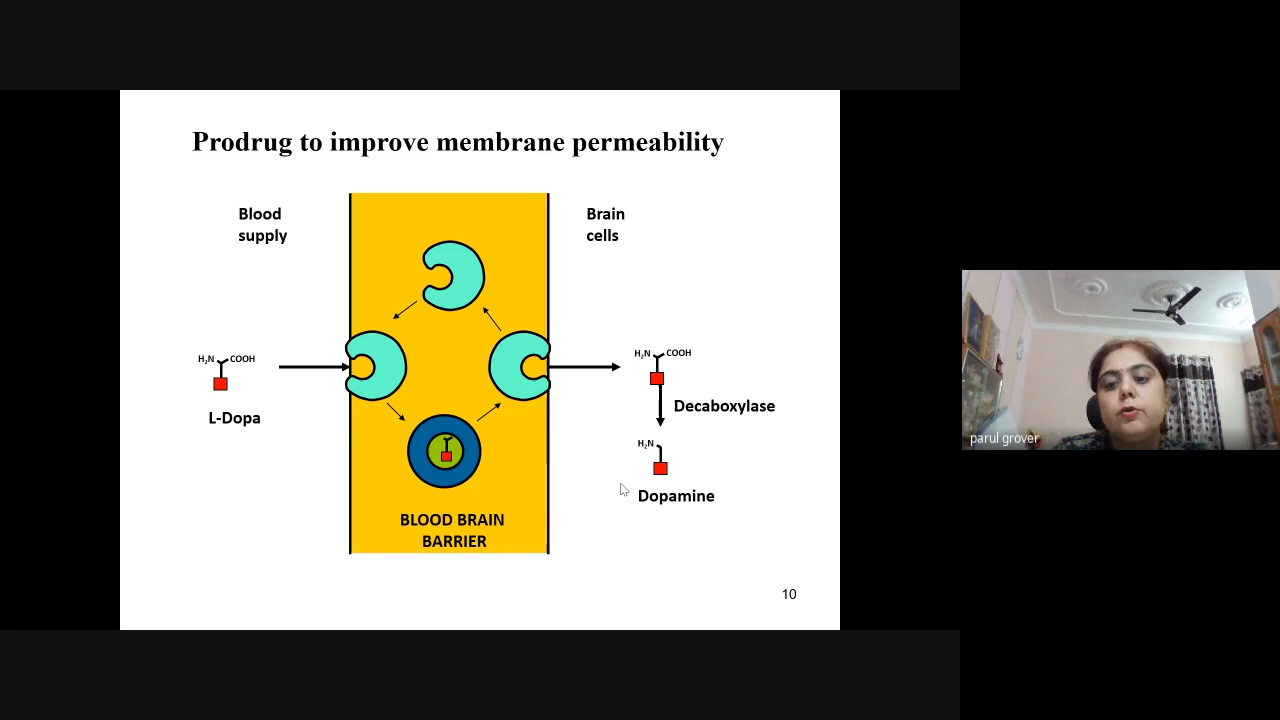 Prodrug to improve membrane permeability
Blood
supply
Brain
cells
H₂N COOH
L-Dopa
H₂N COOH
Decaboxylase
H₂N
Dopamine
BLOOD BRAIN
BARRIER
10
parul grover